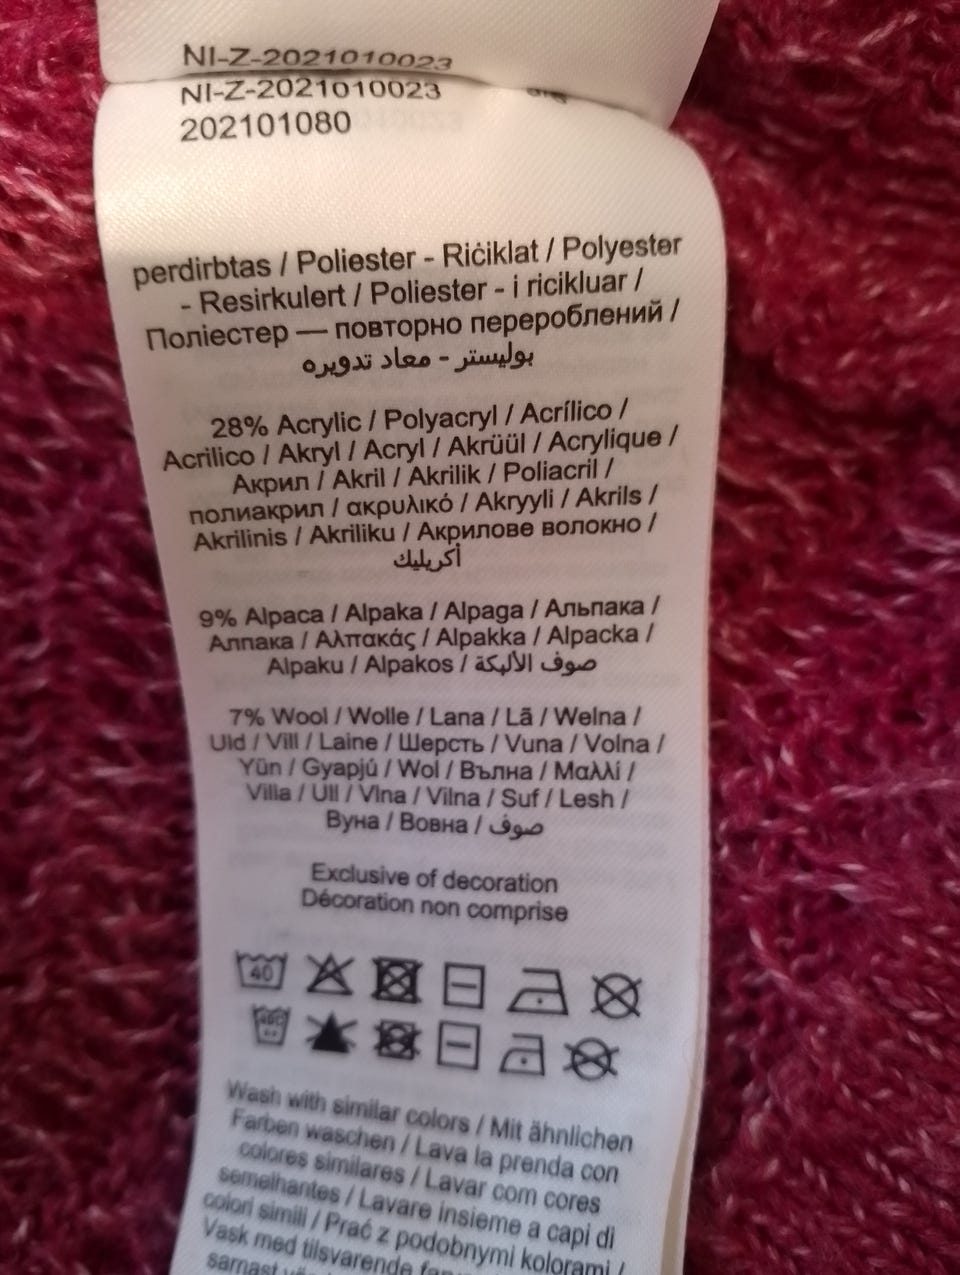 NI-Z-2021010023
NI-Z-2021010023
202101080
perdirbtas / Poliester - Riċiklat / Polyester
- Resirkulert / Poliester - i ricikluar /
Поліестер — повторно перероблений /
بوليستر - معاد تدويره
28% Acrylic / Polyacryl / Acrílico /
Acrilico / Akryl / Acryl / Akrüül / Acrylique /
Акрил / Akril / Akrilik / Poliacril /
полиакрил / ακρυλικό / Akryyli / Akrils /
Akrilinis / Akriliku / Акрилове волокно /
أكريليك
9% Alpaca / Alpaka / Alpaga / Альпака /
Алпака / Αλπακάς / Alpakka / Alpacka /
Alpaku / Alpakos / صوف الألبكة
7% Wool / Wolle / Lana / Lã / Wełna /
Uld / Vill / Laine / Шерсть / Vuna / Volna /
Yün / Gyapjú / Wol / Вълна / Μαλλί /
Villa / Ull / Vlna / Vilna / Suf / Lesh /
Вуна / Вовна / صوف
Exclusive of decoration
Décoration non comprise
40
Wash with similar colors / Mit ähnlichen
Farben waschen / Lava la prenda con
colores similares / Lavar com cores
semelhantes / Lavare insieme a capi di
colori simili / Prać z podobnymi kolorami /
Vask med tilsvarende
sarnast